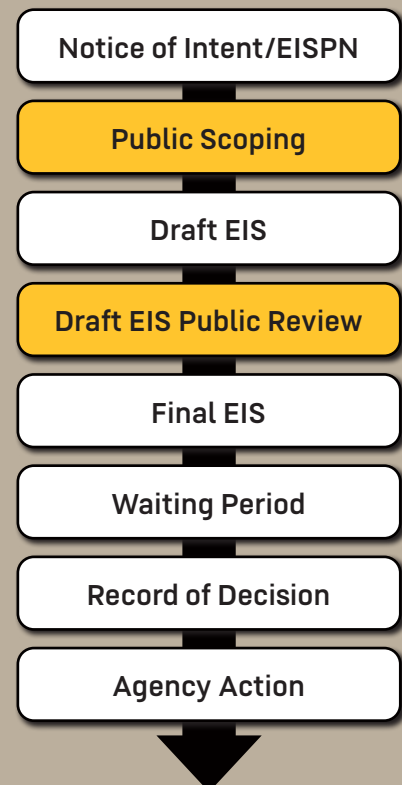 Notice of Intent/EISPN
Public Scoping
Draft EIS
Draft EIS Public Review
Final EIS
Waiting Period
Record of Decision
Agency Action